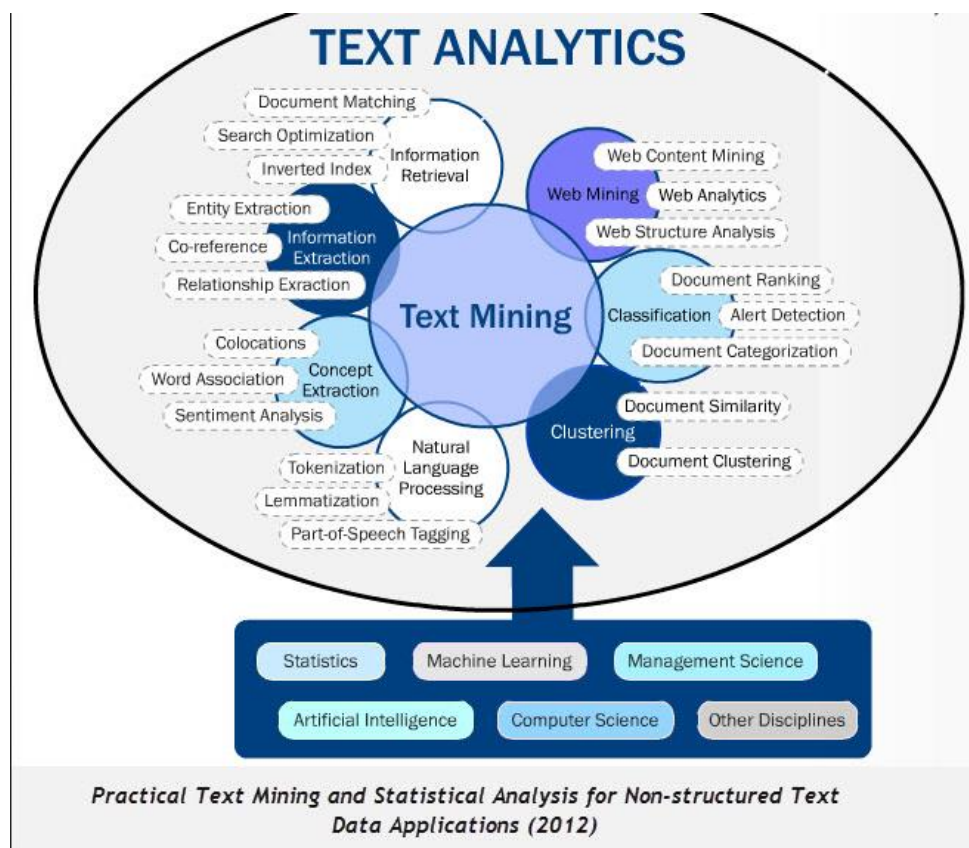 TEXT ANALYTICS
Document Matching
Search Optimization
Inverted Index
Information
Retrieval
Entity Extraction
Co-reference
Relationship Exraction
Information
Extraction
Colocations
Word Association
Sentiment Analysis
Concept
Extraction
Tokenization
Lemmatization
Part-of-Speech Tagging
Natural
Language
Processing
Text Mining
Web Mining
Web Content Mining
Web Analytics
Web Structure Analysis
Classification
Document Ranking
Alert Detection
Document Categorization
Clustering
Document Similarity
Document Clustering
Statistics
Machine Learning
Management Science
Artificial Intelligence
Computer Science
Other Disciplines
Practical Text Mining and Statistical Analysis for Non-structured Text
Data Applications (2012)